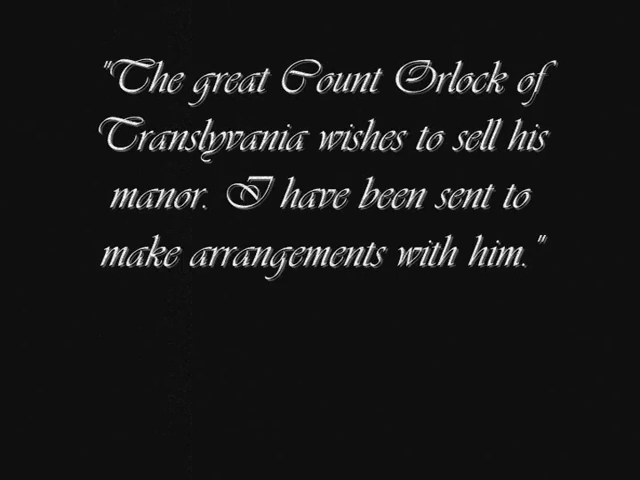 "The great Count Orlock of
Translyvania wishes to sell his
manor. I have been sent to
make arrangements with him."